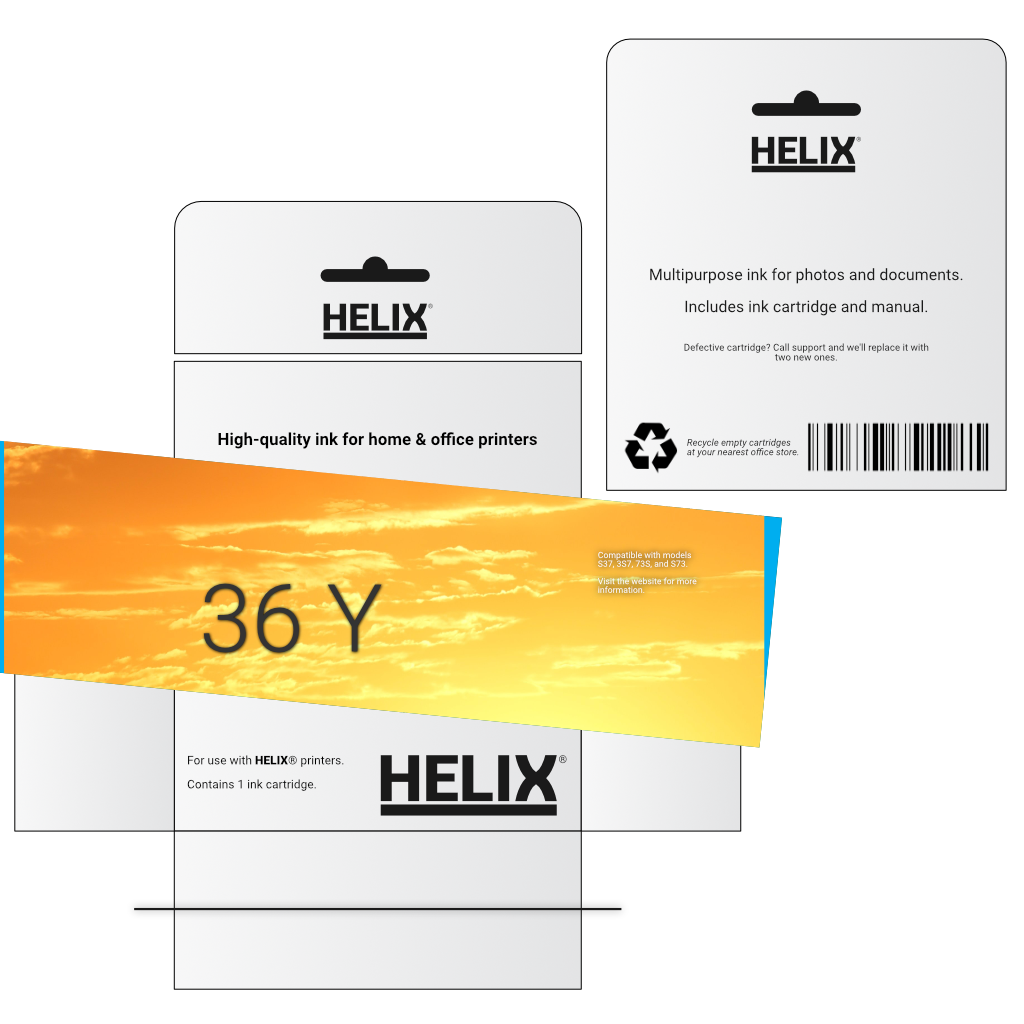 HELIX®
Multipurpose ink for photos and documents.
Includes ink cartridge and manual.
Defective cartridge? Call support and we'll replace it with
two new ones.
Recycle empty cartridges
at your nearest office store.
HELIX®
High-quality ink for home & office printers
36 Y
Compatible with models
S37, 3S7, 73S, and S73.
Visit the website for more
information.
For use with HELIX® printers.
Contains 1 ink cartridge.
HELIX®